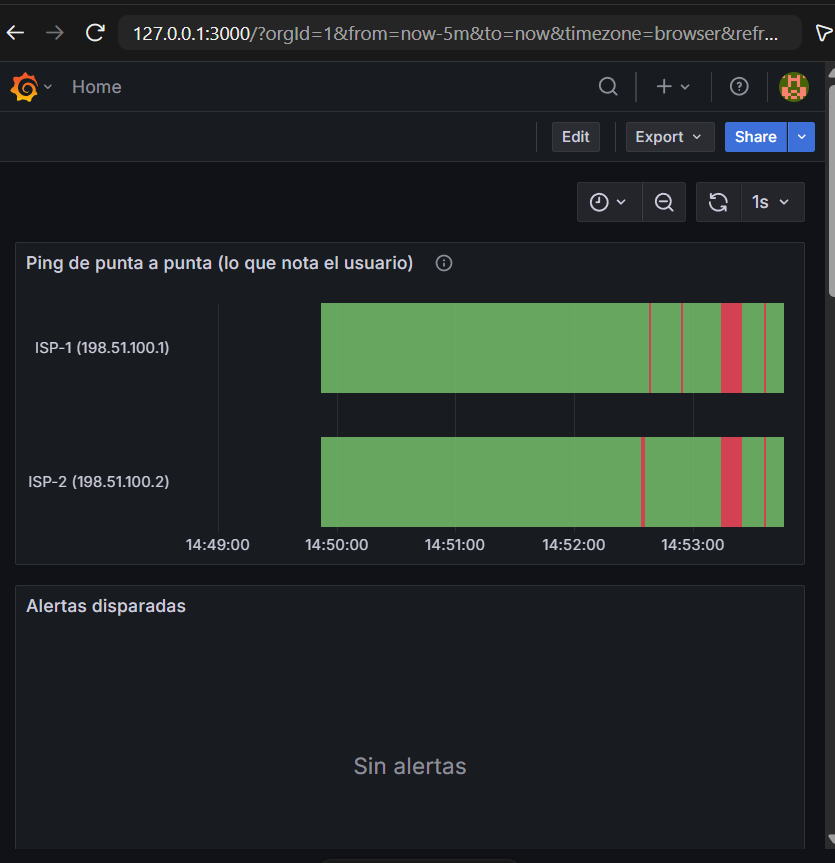 127.0.0.1:3000/?orgId=1&from=now-5m&to=now&timezone=browser&refr...
Home
Edit
Export
Share
1s
Ping de punta a punta (lo que nota el usuario)
ISP-1 (198.51.100.1)
ISP-2 (198.51.100.2)
14:49:00 14:50:00 14:51:00 14:52:00 14:53:00
Alertas disparadas
Sin alertas